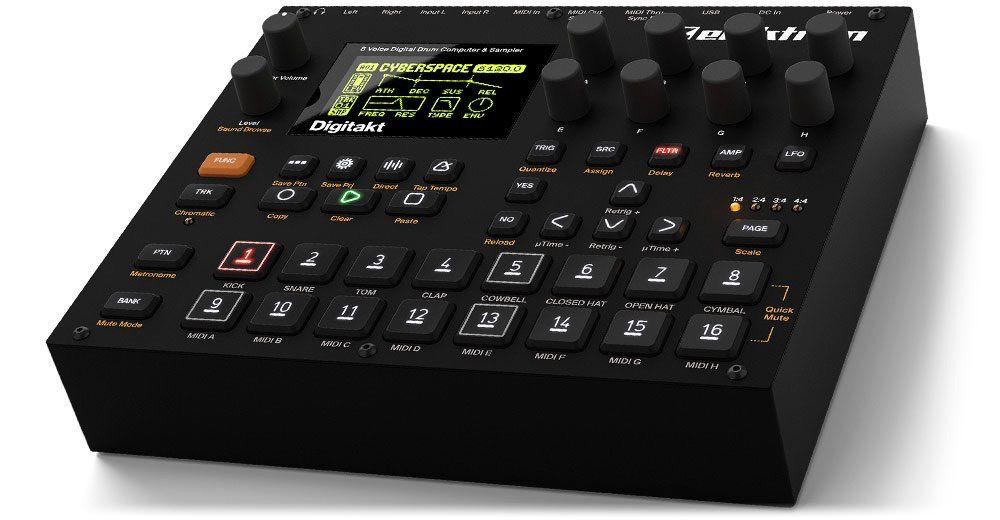 Left Right Input L Input R MIDI In MIDI Out MIDI Thru USB DC In Power
Sync
elektron
8 Voice Digital Drum Computer & Sampler
A01 CYBERSPACE 120.0
ATK DEC SUS REL
FREQ RES TYPE ENV
Digitakt
Volume
Level
Sound Browse
E F G H
FUNC
Save Ptn Save Prj Direct Tap Tempo
TRK
Chromatic
Copy Clear Paste
TRIG SRC FLTR AMP LFO
Quantize Assign Delay Reverb
YES
Retrig +
NO
Reload µTime - Retrig - µTime +
1:4 2:4 3:4 4:4
PAGE
Scale
PTN
Metronome
1 2 3 4 5 6 7 8
KICK SNARE TOM CLAP COWBELL CLOSED HAT OPEN HAT CYMBAL
BANK
Mute Mode
9 10 11 12 13 14 15 16
MIDI A MIDI B MIDI C MIDI D MIDI E MIDI F MIDI G MIDI H
Quick
Mute